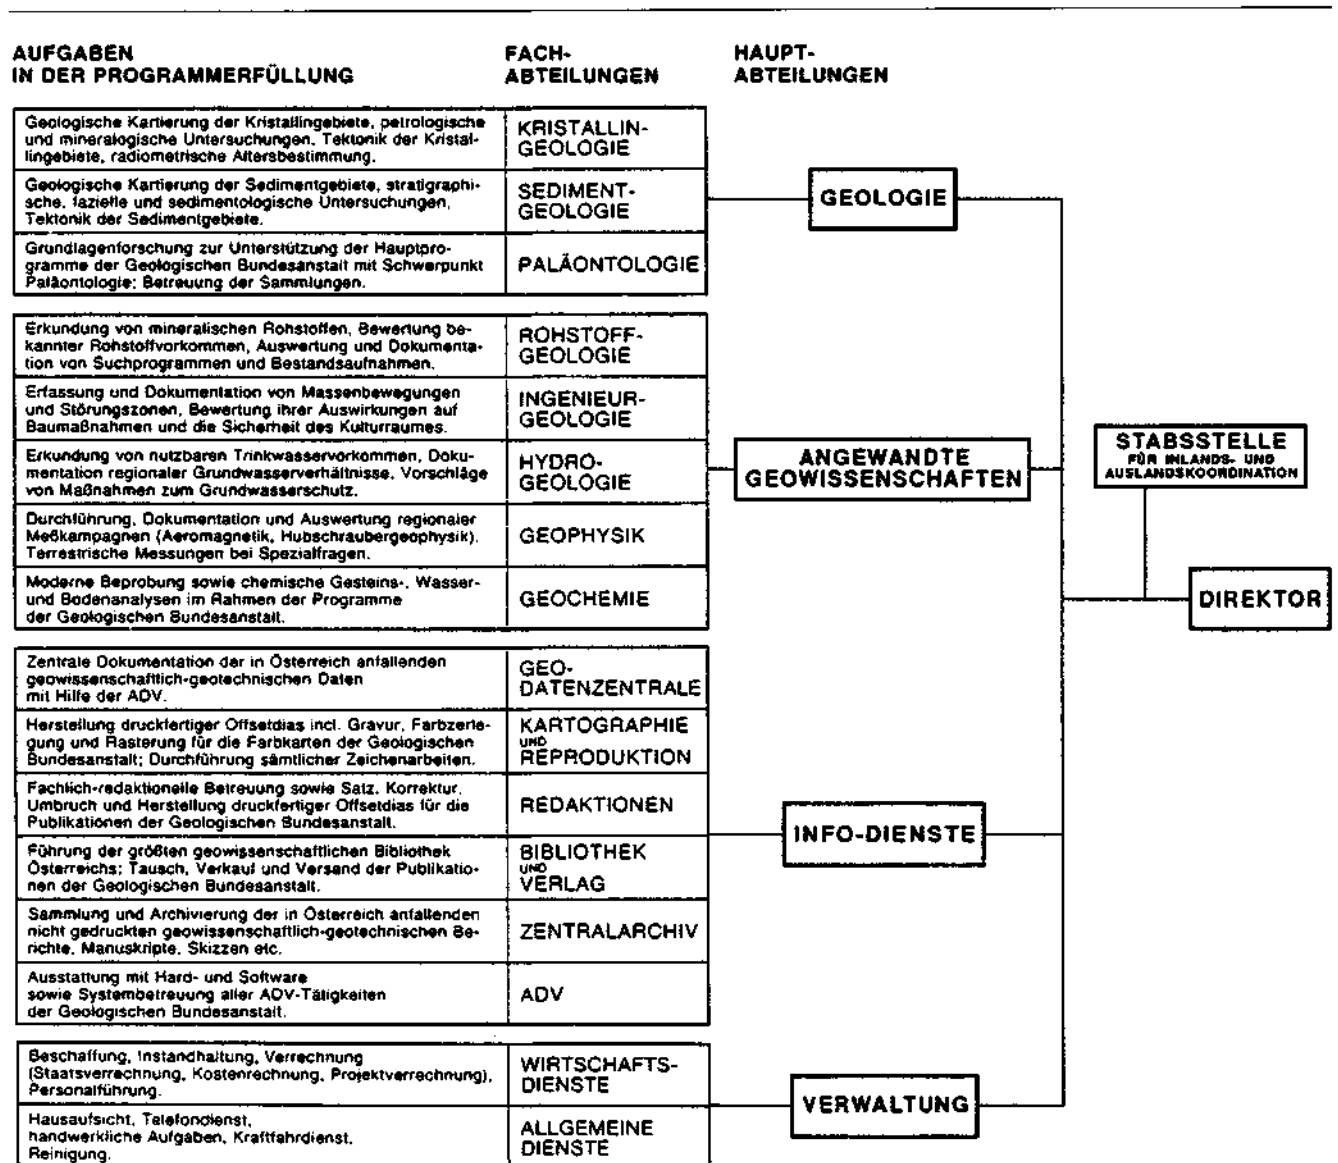 AUFGABEN
IN DER PROGRAMMERFÜLLUNG
FACH-
ABTEILUNGEN
HAUPT-
ABTEILUNGEN
Geologische Kartierung der Kristallingebiete, petrologische
und mineralogische Untersuchungen, Tektonik der Kristal-
lingebiete, radiometrische Altersbestimmung.
KRISTALLIN-
GEOLOGIE
Geologische Kartierung der Sedimentgebiete, stratigraphi-
sche, fazielle und sedimentologische Untersuchungen,
Tektonik der Sedimentgebiete.
SEDIMENT-
GEOLOGIE
Grundlagenforschung zur Unterstützung der Hauptpro-
gramme der Geologischen Bundesanstalt mit Schwerpunkt
Paläontologie; Betreuung der Sammlungen.
PALÄONTOLOGIE
GEOLOGIE
Erkundung von mineralischen Rohstoffen, Bewertung be-
kannter Rohstoffvorkommen, Auswertung und Dokumenta-
tion von Suchprogrammen und Bestandsaufnahmen.
ROHSTOFF-
GEOLOGIE
Erfassung und Dokumentation von Massenbewegungen
und Störungszonen, Bewertung ihrer Auswirkungen auf
Baumaßnahmen und die Sicherheit des Kulturraumes.
INGENIEUR-
GEOLOGIE
Erkundung von nutzbaren Trinkwasservorkommen, Doku-
mentation regionaler Grundwasserverhältnisse, Vorschläge
von Maßnahmen zum Grundwasserschutz.
HYDRO-
GEOLOGIE
Durchführung, Dokumentation und Auswertung regionaler
Meßkampagnen (Aeromagnetik, Hubschraubergeophysik).
Terrestrische Messungen bei Spezialfragen.
GEOPHYSIK
Moderne Beprobung sowie chemische Gesteins-, Wasser-
und Bodenanalysen im Rahmen der Programme
der Geologischen Bundesanstalt.
GEOCHEMIE
ANGEWANDTE
GEOWISSENSCHAFTEN
STABSSTELLE
FÜR INLANDS- UND
AUSLANDSKOORDINATION
DIREKTOR
Zentrale Dokumentation der in Österreich anfallenden
geowissenschaftlich-geotechnischen Daten
mit Hilfe der ADV.
GEO-
DATENZENTRALE
Herstellung druckfertiger Offsetdias incl. Gravur, Farbzerle-
gung und Rasterung für die Farbkarten der Geologischen
Bundesanstalt; Durchführung sämtlicher Zeichenarbeiten.
KARTOGRAPHIE
UND
REPRODUKTION
Fachlich-redaktionelle Betreuung sowie Satz, Korrektur,
Umbruch und Herstellung druckfertiger Offsetdias für die
Publikationen der Geologischen Bundesanstalt.
REDAKTIONEN
Führung der größten geowissenschaftlichen Bibliothek
Österreichs; Tausch, Verkauf und Versand der Publikatio-
nen der Geologischen Bundesanstalt.
BIBLIOTHEK
UND
VERLAG
Sammlung und Archivierung der in Österreich anfallenden
nicht gedruckten geowissenschaftlich-geotechnischen Be-
richte, Manuskripte, Skizzen etc.
ZENTRALARCHIV
Ausstattung mit Hard- und Software
sowie Systembetreuung aller ADV-Tätigkeiten
der Geologischen Bundesanstalt.
ADV
INFO-DIENSTE
Beschaffung, Instandhaltung, Verrechnung
(Staatsverrechnung, Kostenrechnung, Projektverrechnung),
Personalführung.
WIRTSCHAFTS-
DIENSTE
Hausaufsicht, Telefondienst,
handwerkliche Aufgaben, Kraftfahrdienst,
Reinigung.
ALLGEMEINE
DIENSTE
VERWALTUNG